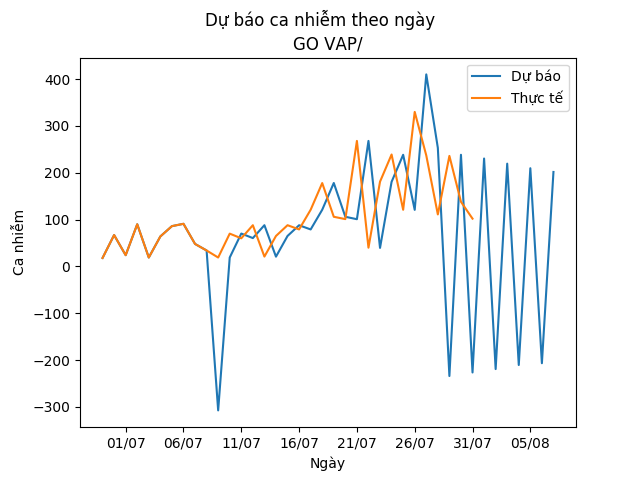 Dự báo ca nhiễm theo ngày
GO VAP/
Dự báo
Thực tế
Ca nhiễm
400
300
200
100
0
−100
−200
−300
01/07 06/07 11/07 16/07 21/07 26/07 31/07 05/08
Ngày